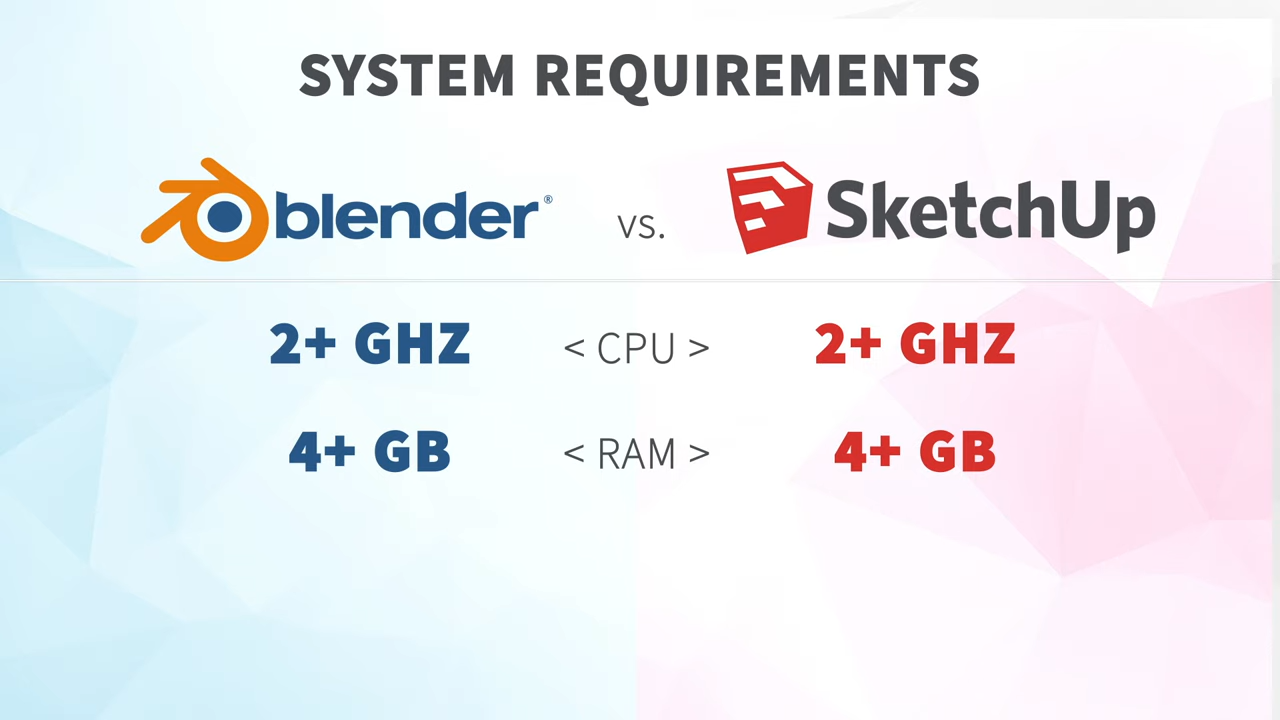 SYSTEM REQUIREMENTS
blender® vs. SketchUp
2+ GHZ < CPU > 2+ GHZ
4+ GB < RAM > 4+ GB